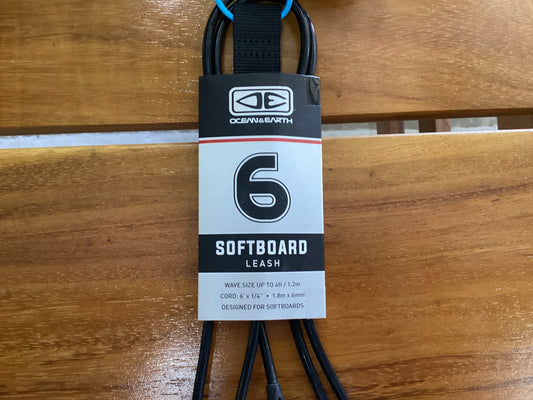 OCEAN&EARTH
6
SOFTBOARD
LEASH
WAVE SIZE UP TO 4ft / 1.2m
CORD: 6' x 1/4" • 1.8m x 6mm
DESIGNED FOR SOFTBOARDS